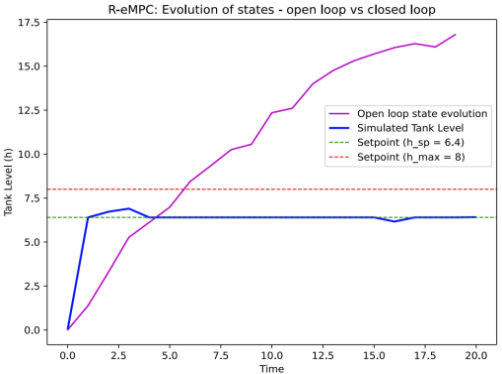 R-eMPC: Evolution of states - open loop vs closed loop
17.5
15.0
12.5
10.0
7.5
5.0
2.5
0.0
Tank Level (h)
Open loop state evolution
Simulated Tank Level
Setpoint (h_sp = 6.4)
Setpoint (h_max = 8)
0.0 2.5 5.0 7.5 10.0 12.5 15.0 17.5 20.0
Time